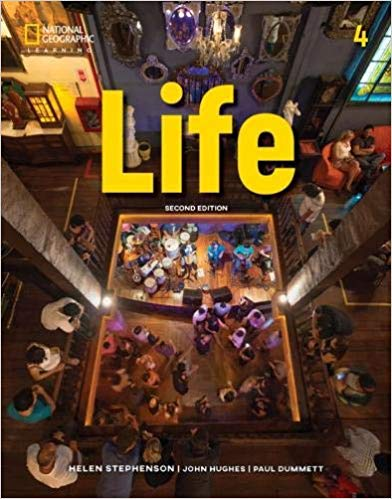 NATIONAL
GEOGRAPHIC
LEARNING
4
Life
SECOND EDITION
HELEN STEPHENSON | JOHN HUGHES | PAUL DUMMETT